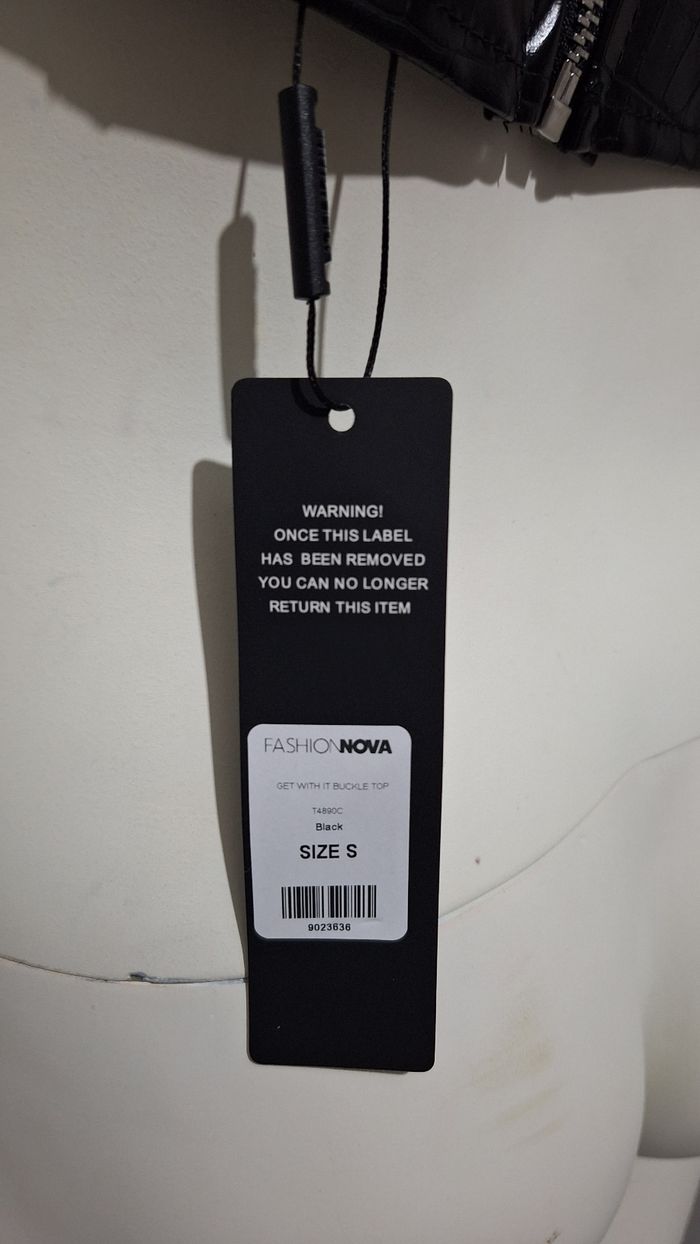 WARNING!
ONCE THIS LABEL
HAS BEEN REMOVED
YOU CAN NO LONGER
RETURN THIS ITEM
FASHIONNOVA
GET WITH IT BUCKLE TOP
T4890C
Black
SIZE S
9023636